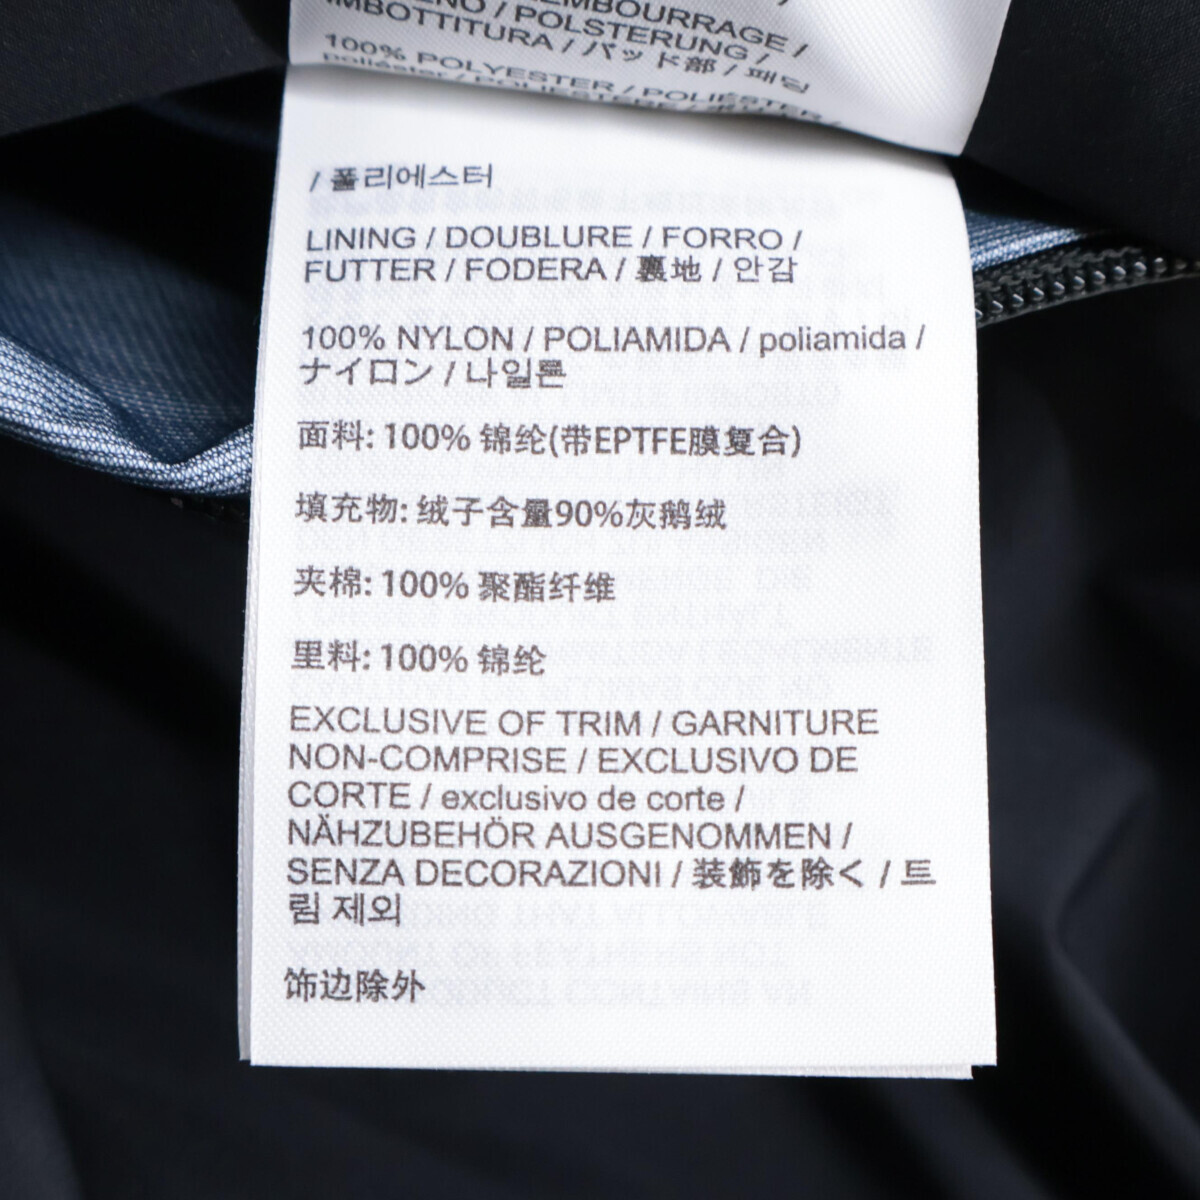 REMBOURRAGE /
/ POLSTERUNG /
IMBOTTITURA / パッド部 / 패딩
100% POLYESTER / POLIÉSTER /
poliéster / POLIESTERE /
/ 폴리에스터
LINING / DOUBLURE / FORRO /
FUTTER / FODERA / 裏地 / 안감
100% NYLON / POLIAMIDA / poliamida /
ナイロン / 나일론
面料: 100% 锦纶(带EPTFE膜复合)
填充物: 绒子含量90%灰鹅绒
夹棉: 100% 聚酯纤维
里料: 100% 锦纶
EXCLUSIVE OF TRIM / GARNITURE
NON-COMPRISE / EXCLUSIVO DE
CORTE / exclusivo de corte /
NÄHZUBEHÖR AUSGENOMMEN /
SENZA DECORAZIONI / 装飾を除く / 트
림 제외
饰边除外